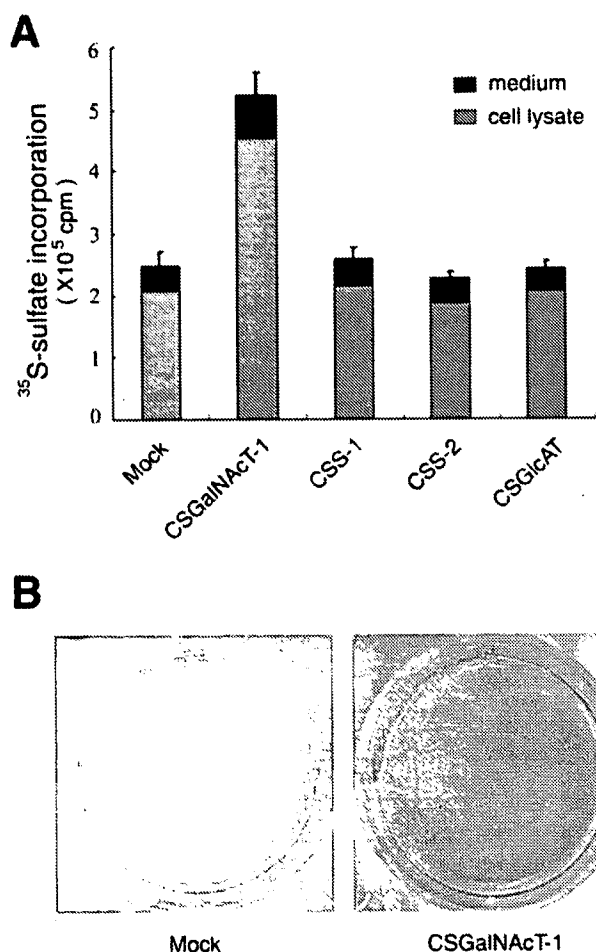 A
³⁵S-sulfate incorporation
(X10⁵ cpm)
6
5
4
3
2
1
0
medium
cell lysate
Mock
CSGalNAcT-1
CSS-1
CSS-2
CSGlcAT
B
Mock
CSGalNAcT-1